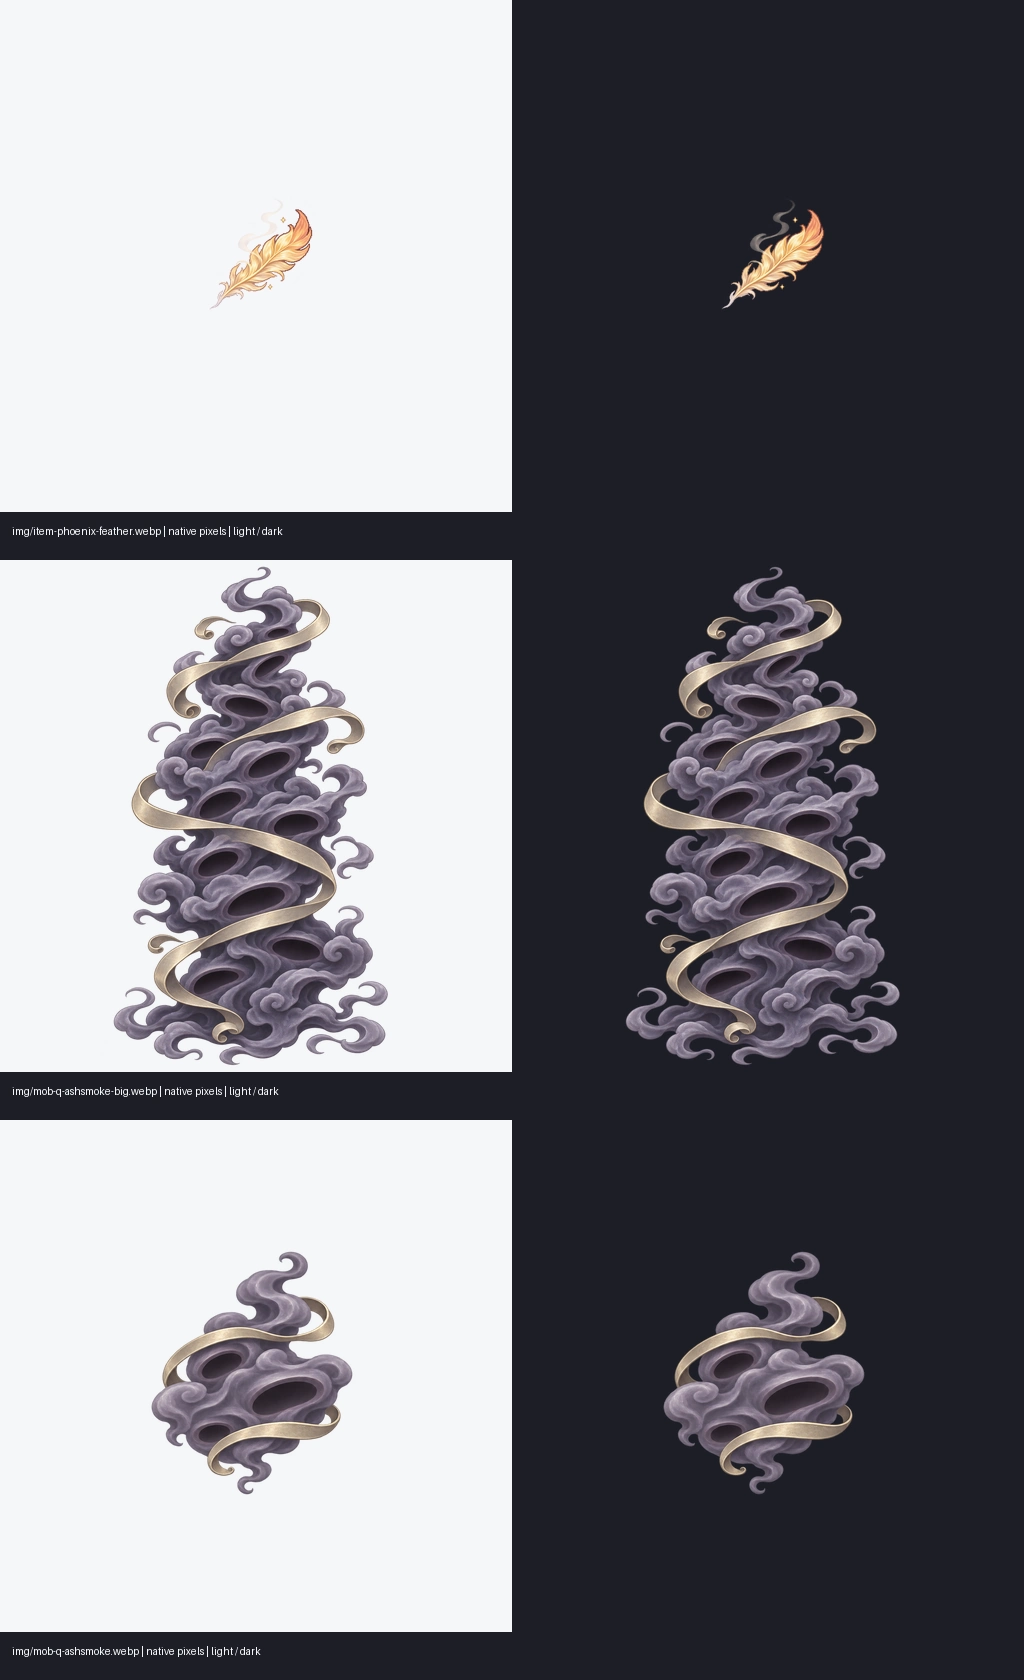 img/item-phoenix-feather.webp | native pixels | light / dark
img/mob-q-ashsmoke-big.webp | native pixels | light / dark
img/mob-q-ashsmoke.webp | native pixels | light / dark